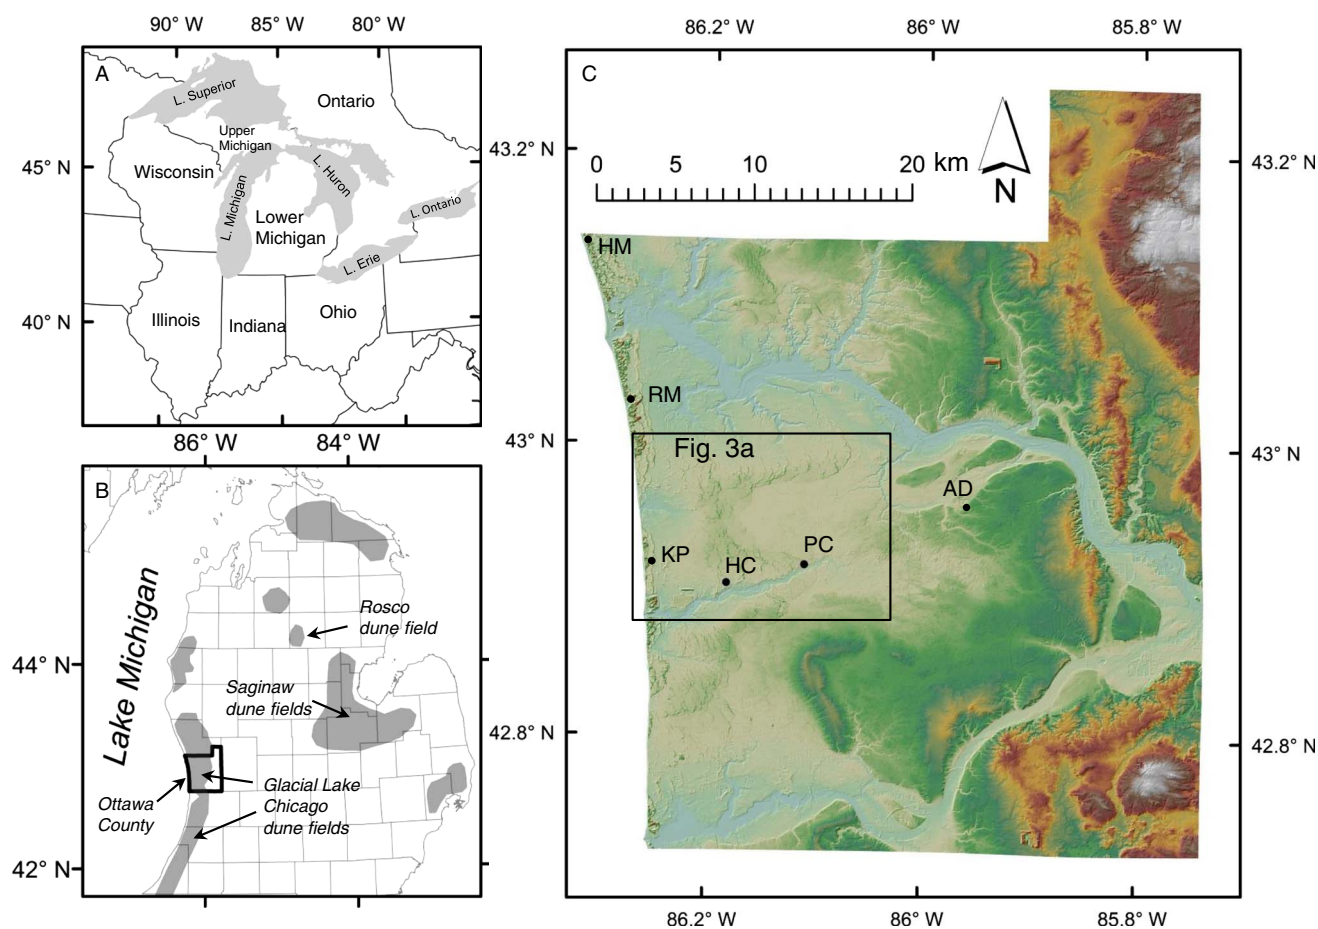 90° W 85° W 80° W
A
L. Superior
Ontario
Upper
Michigan
Wisconsin
L. Michigan
L. Huron
Lower
Michigan
L. Ontario
L. Erie
Illinois
Indiana
Ohio
45° N
40° N
86° W 84° W
B
Lake Michigan
Rosco
dune field
Saginaw
dune fields
Glacial Lake
Chicago
dune fields
Ottawa
County
44° N
42° N
86.2° W 86° W 85.8° W
C
0 5 10 20 km
N
43.2° N 43.2° N
HM
RM
43° N 43° N
Fig. 3a
AD
KP
HC
PC
42.8° N 42.8° N
86.2° W 86° W 85.8° W